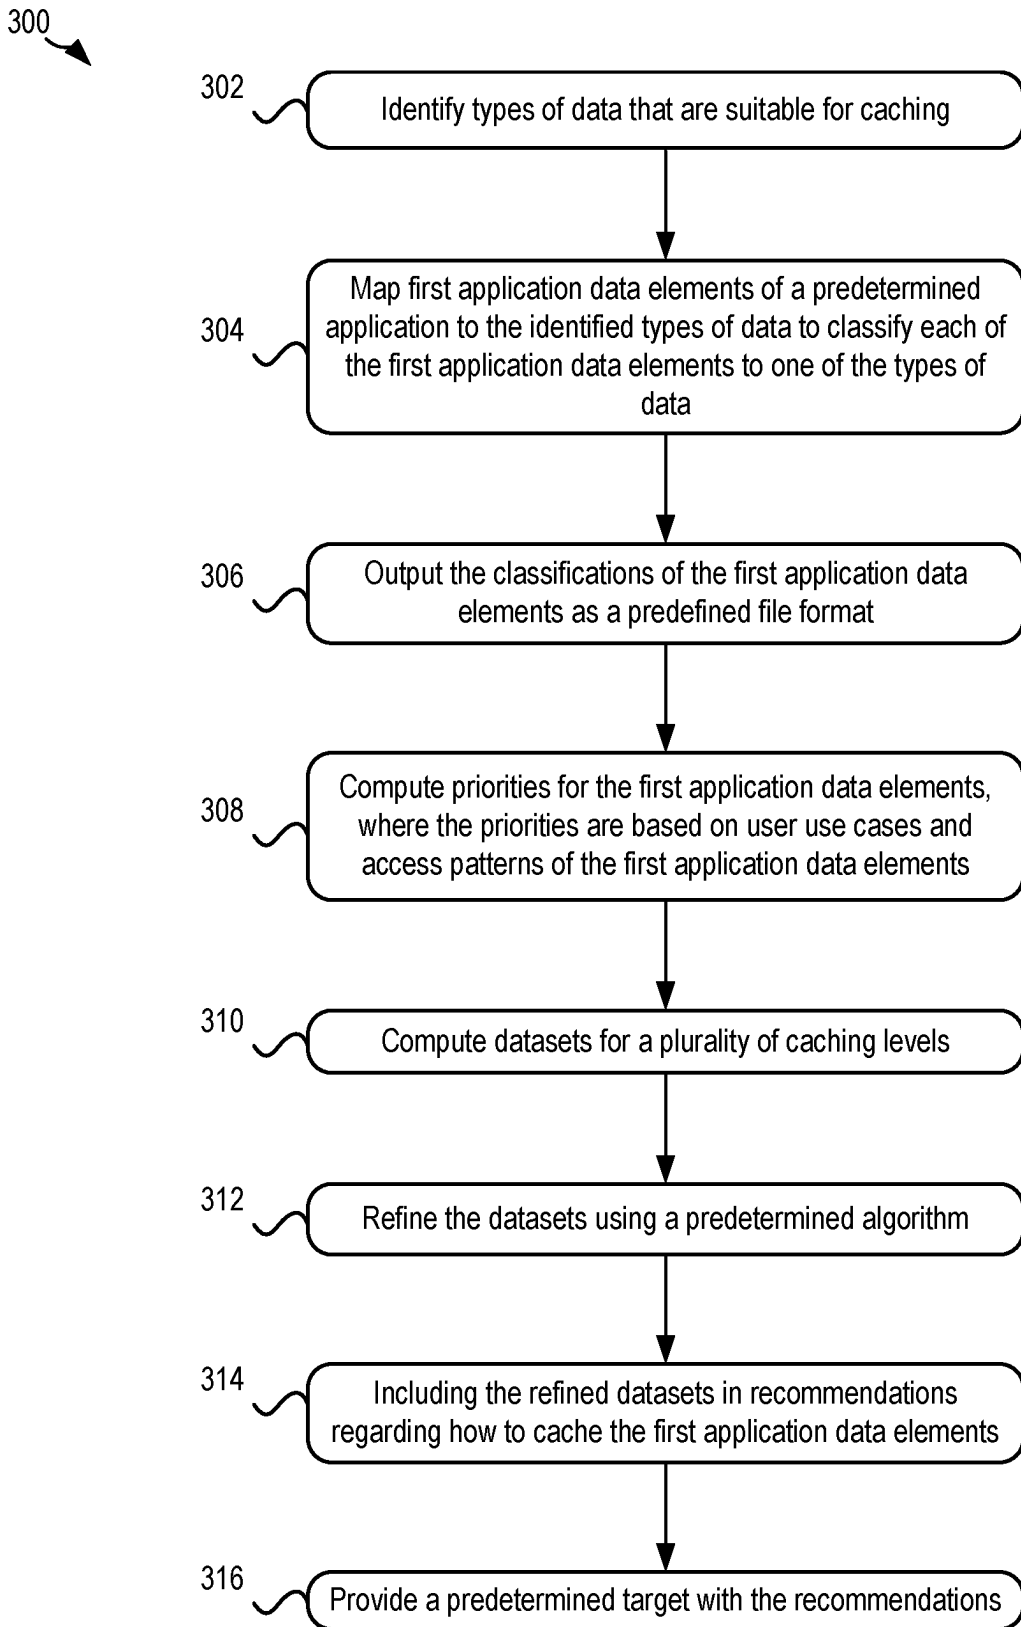 300
302
Identify types of data that are suitable for caching
304
Map first application data elements of a predetermined
application to the identified types of data to classify each of
the first application data elements to one of the types of
data
306
Output the classifications of the first application data
elements as a predefined file format
308
Compute priorities for the first application data elements,
where the priorities are based on user use cases and
access patterns of the first application data elements
310
Compute datasets for a plurality of caching levels
312
Refine the datasets using a predetermined algorithm
314
Including the refined datasets in recommendations
regarding how to cache the first application data elements
316
Provide a predetermined target with the recommendations